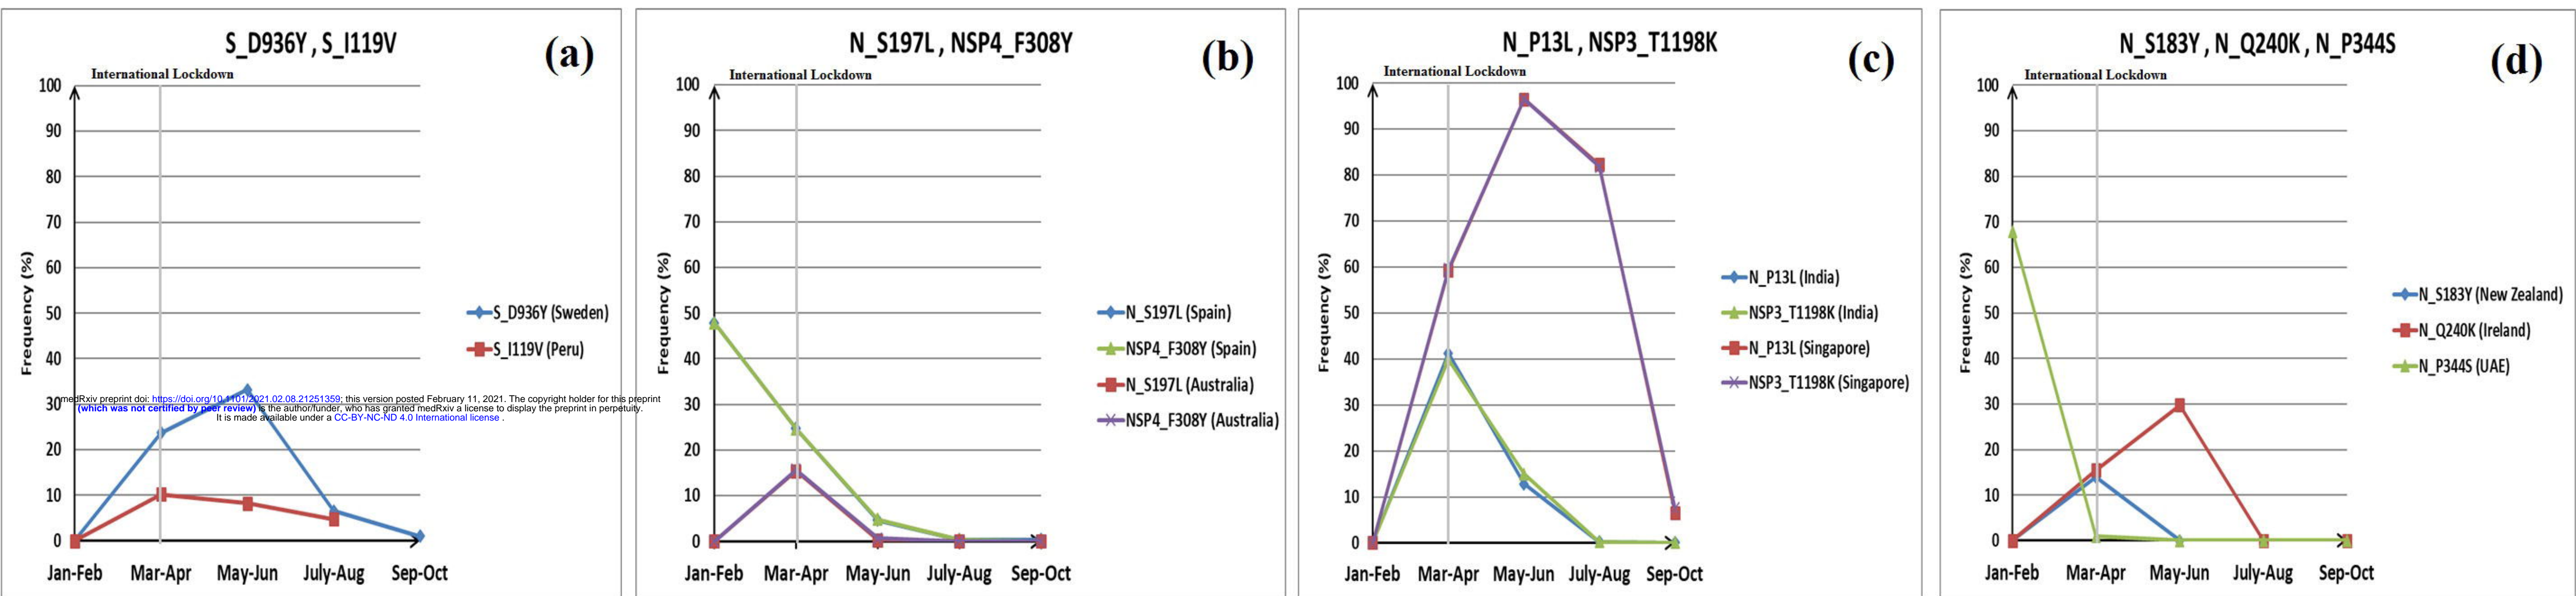 S_D936Y , S_I119V
(a)
International Lockdown
100
90
80
70
60
50
40
30
20
10
0
Frequency (%)
Jan-Feb Mar-Apr May-Jun July-Aug Sep-Oct
S_D936Y (Sweden)
S_I119V (Peru)
medRxiv preprint doi: https://doi.org/10.1101/2021.02.08.21251359; this version posted February 11, 2021. The copyright holder for this preprint
(which was not certified by peer review) is the author/funder, who has granted medRxiv a license to display the preprint in perpetuity.
It is made available under a CC-BY-NC-ND 4.0 International license .
N_S197L , NSP4_F308Y
(b)
International Lockdown
100
90
80
70
60
50
40
30
20
10
0
Frequency (%)
Jan-Feb Mar-Apr May-Jun July-Aug Sep-Oct
N_S197L (Spain)
NSP4_F308Y (Spain)
N_S197L (Australia)
NSP4_F308Y (Australia)
N_P13L , NSP3_T1198K
(c)
International Lockdown
100
90
80
70
60
50
40
30
20
10
0
Frequency (%)
Jan-Feb Mar-Apr May-Jun July-Aug Sep-Oct
N_P13L (India)
NSP3_T1198K (India)
N_P13L (Singapore)
NSP3_T1198K (Singapore)
N_S183Y , N_Q240K , N_P344S
(d)
International Lockdown
100
90
80
70
60
50
40
30
20
10
0
Frequency (%)
Jan-Feb Mar-Apr May-Jun July-Aug Sep-Oct
N_S183Y (New Zealand)
N_Q240K (Ireland)
N_P344S (UAE)